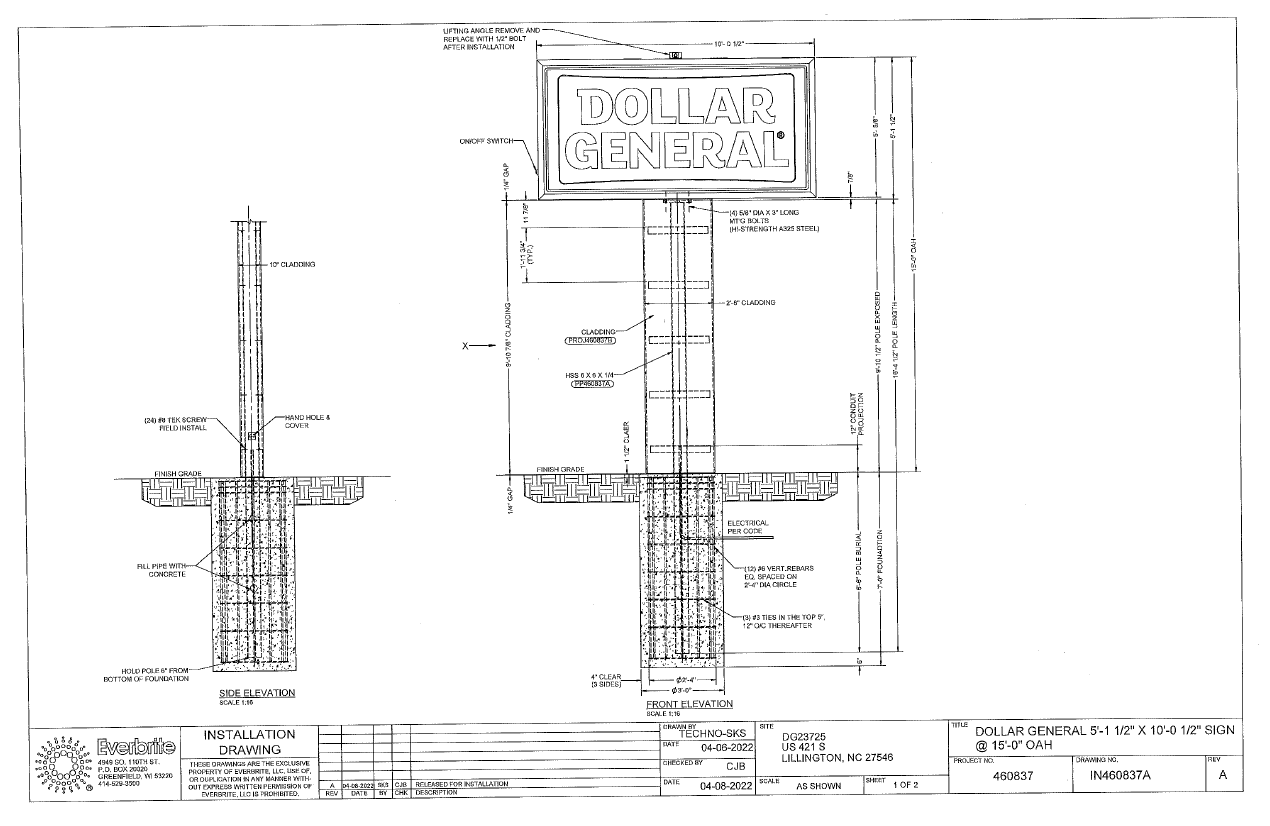 LIFTING ANGLE REMOVE AND
REPLACE WITH 1/2" BOLT
AFTER INSTALLATION
10'- 0 1/2"
DOLLAR
GENERAL®
ON/OFF SWITCH
1/4" GAP
11 7/8"
1'-11 3/4"
(TYP.)
9'-10 7/8" CLADDING
7/8"
5'-1 1/2"
(4) 5/8" DIA X 3" LONG
MT'G BOLTS
(HI-STRENGTH A325 STEEL)
15'-0" OAH
9'-10 1/2" POLE EXPOSED
16'-4 1/2" POLE LENGTH
2'-6" CLADDING
CLADDING
PROJ460837B
X
HSS 6 X 6 X 1/4
PP460837A
12" CONDUIT
PROJECTION
1 1/2" CLAER
FINISH GRADE
1/4" GAP
ELECTRICAL
PER CODE
(12) #6 VERT.REBARS
EQ. SPACED ON
2'-4" DIA CIRCLE
(3) #3 TIES IN THE TOP 5",
12" O/C THEREAFTER
6'-6" POLE BURIAL
7'-0" FOUNADTION
6"
4" CLEAR
(3 SIDES)
Ø2'-4"
Ø3'-0"
FRONT ELEVATION
SCALE 1:16
10" CLADDING
(24) #8 TEK SCREW
FIELD INSTALL
HAND HOLE &
COVER
FINISH GRADE
FILL PIPE WITH
CONCRETE
HOLD POLE 6" FROM
BOTTOM OF FOUNDATION
SIDE ELEVATION
SCALE 1:16
Everbrite
4949 SO. 110TH ST.
P.O. BOX 20020
GREENFIELD, WI 53220
414-529-3500
®
INSTALLATION
DRAWING
THESE DRAWINGS ARE THE EXCLUSIVE
PROPERTY OF EVERBRITE, LLC, USE OF,
OR DUPLICATION IN ANY MANNER WITH-
OUT EXPRESS WRITTEN PERMISSION OF
EVERBRITE, LLC IS PROHIBITED.
A 04-08-2022 SKS CJB RELEASED FOR INSTALLATION
REV DATE BY CHK DESCRIPTION
DRAWN BY
TECHNO-SKS
DATE
04-06-2022
CHECKED BY
CJB
DATE
04-08-2022
SITE
DG23725
US 421 S
LILLINGTON, NC 27546
SCALE
AS SHOWN
SHEET
1 OF 2
TITLE
DOLLAR GENERAL 5'-1 1/2" X 10'-0 1/2" SIGN
@ 15'-0" OAH
PROJECT NO.
460837
DRAWING NO.
IN460837A
REV
A